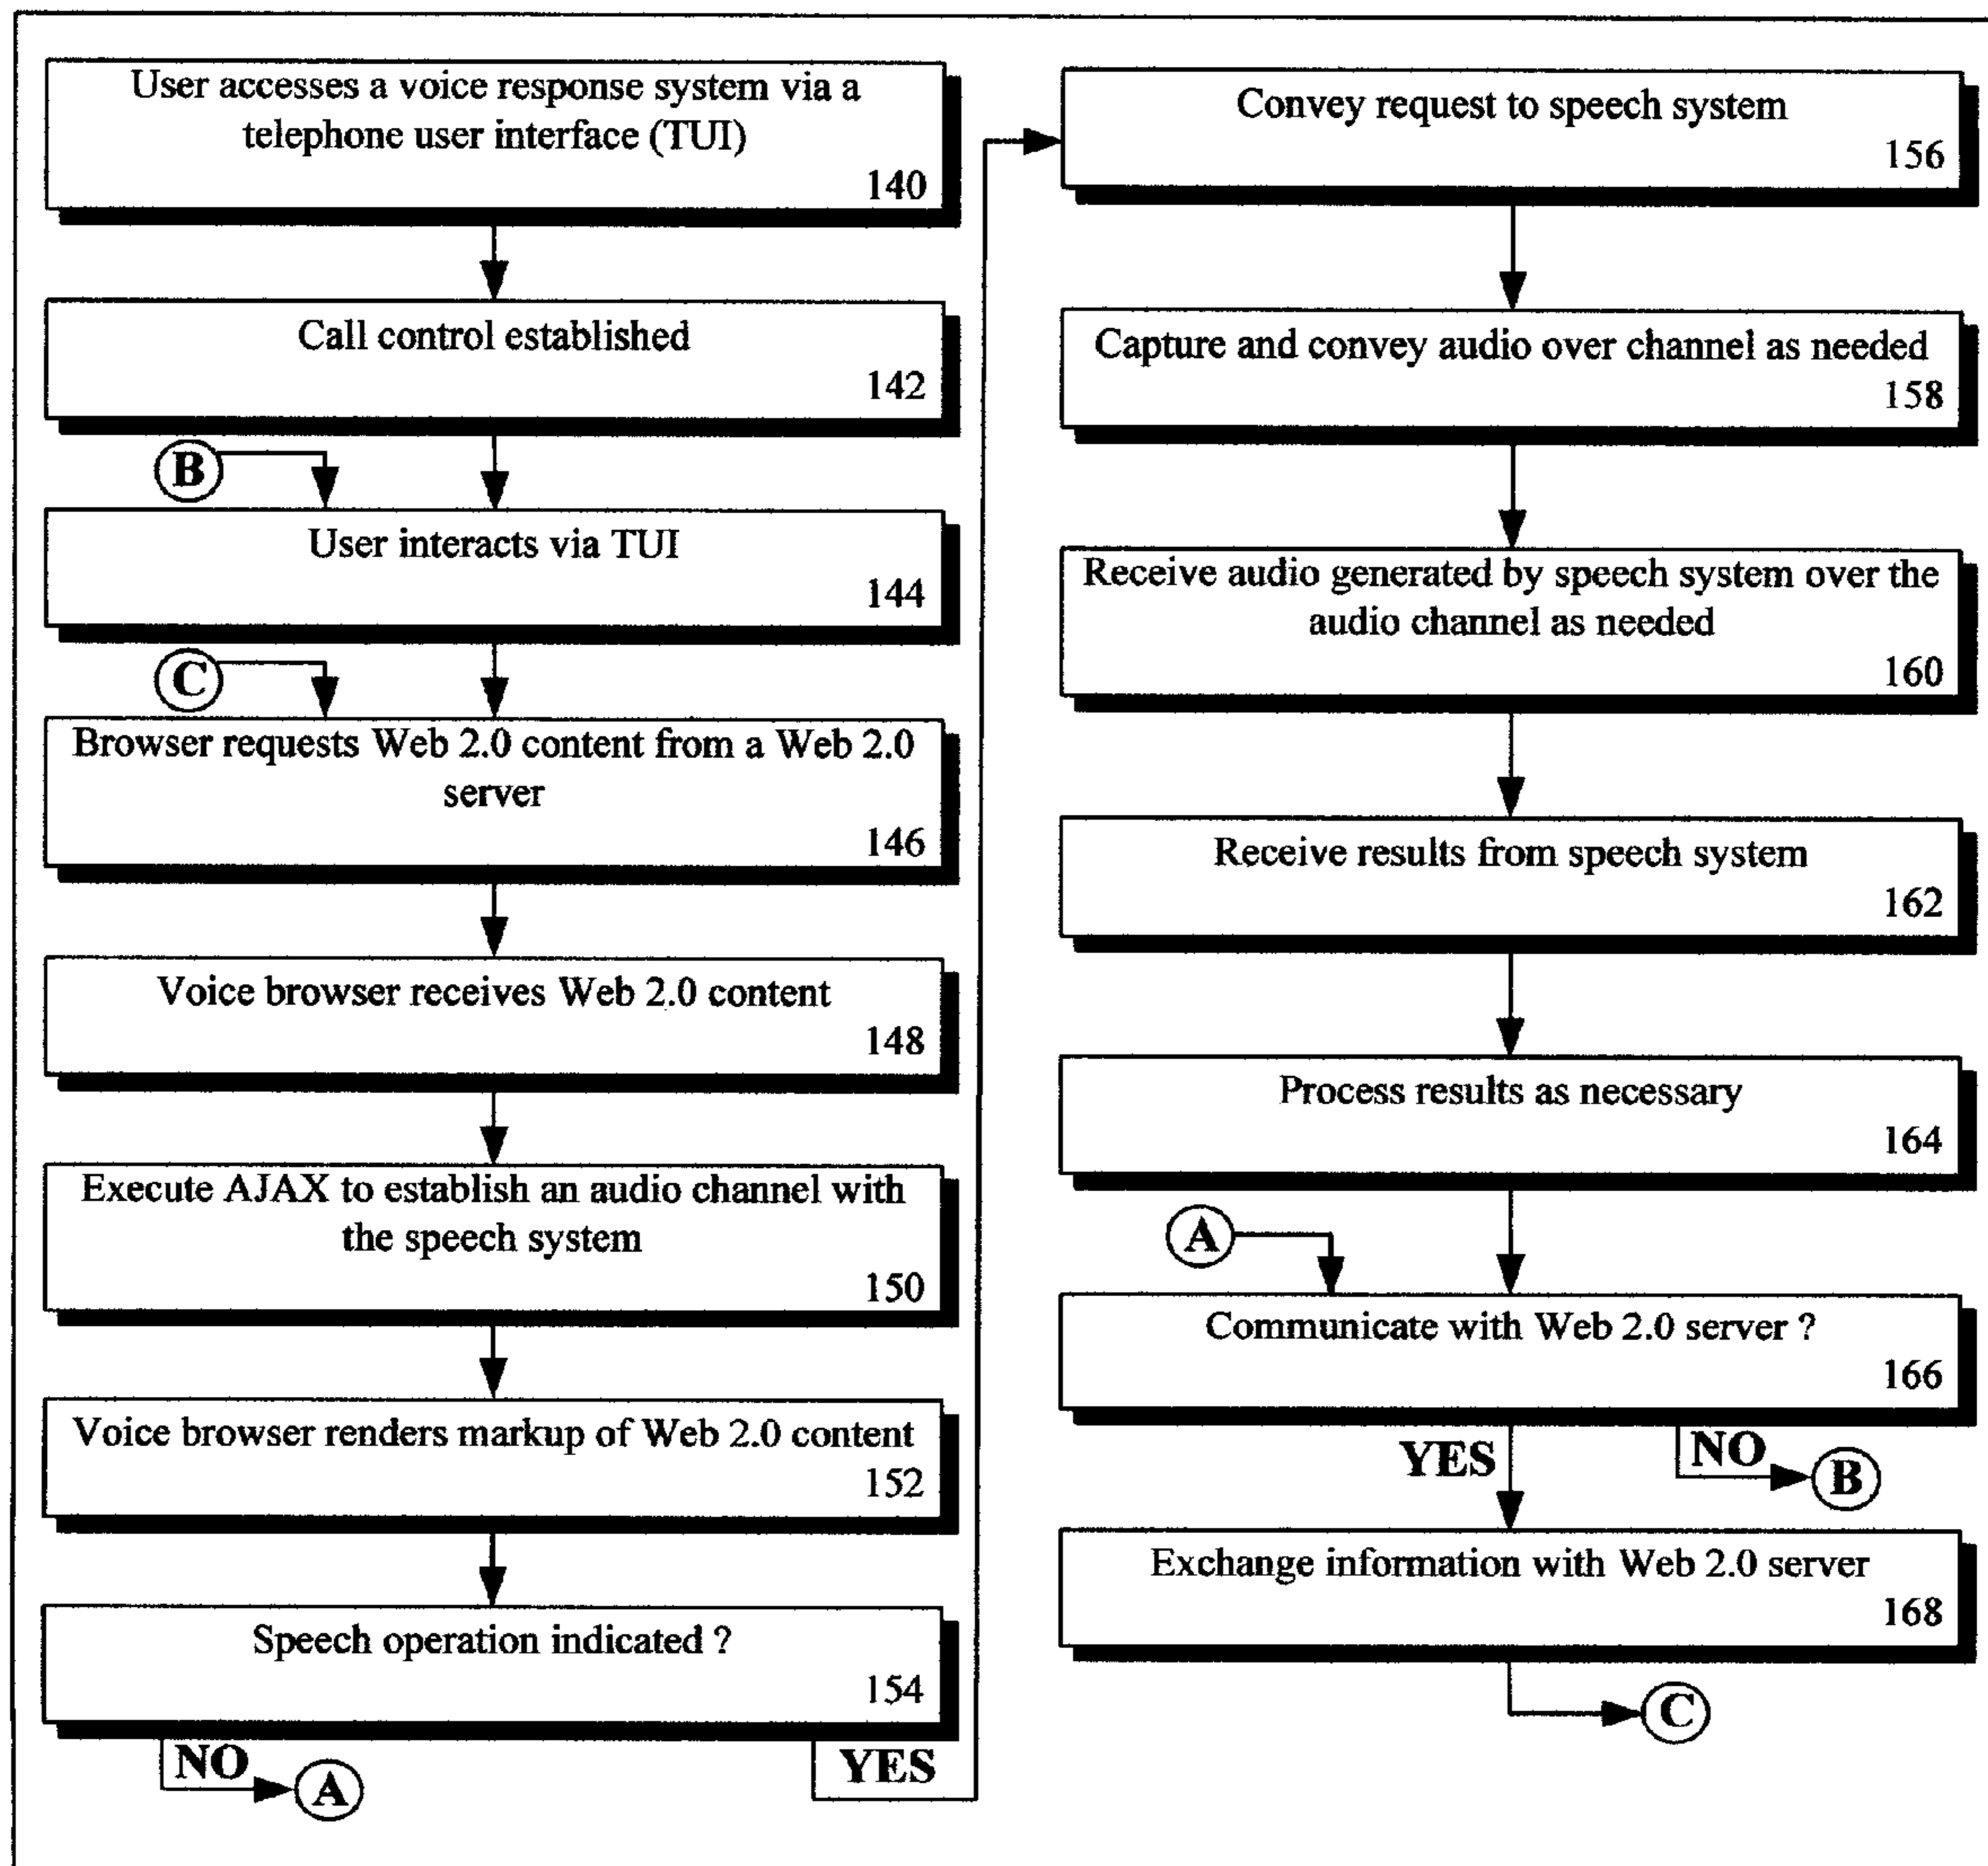 User accesses a voice response system via a
telephone user interface (TUI)
140
Call control established
142
B
User interacts via TUI
144
C
Browser requests Web 2.0 content from a Web 2.0
server
146
Voice browser receives Web 2.0 content
148
Execute AJAX to establish an audio channel with
the speech system
150
Voice browser renders markup of Web 2.0 content
152
Speech operation indicated ?
154
NO
A
YES
Convey request to speech system
156
Capture and convey audio over channel as needed
158
Receive audio generated by speech system over the
audio channel as needed
160
Receive results from speech system
162
Process results as necessary
164
A
Communicate with Web 2.0 server ?
166
YES
NO
B
Exchange information with Web 2.0 server
168
C